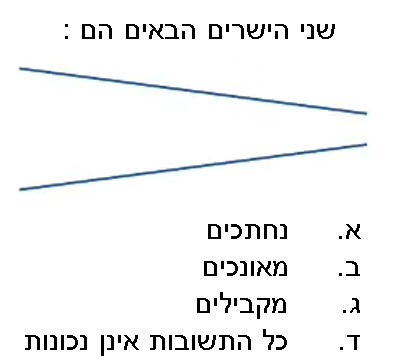 שני הישרים הבאים הם :
א. נחתכים
ב. מאונכים
ג. מקבילים
ד. כל התשובות אינן נכונות